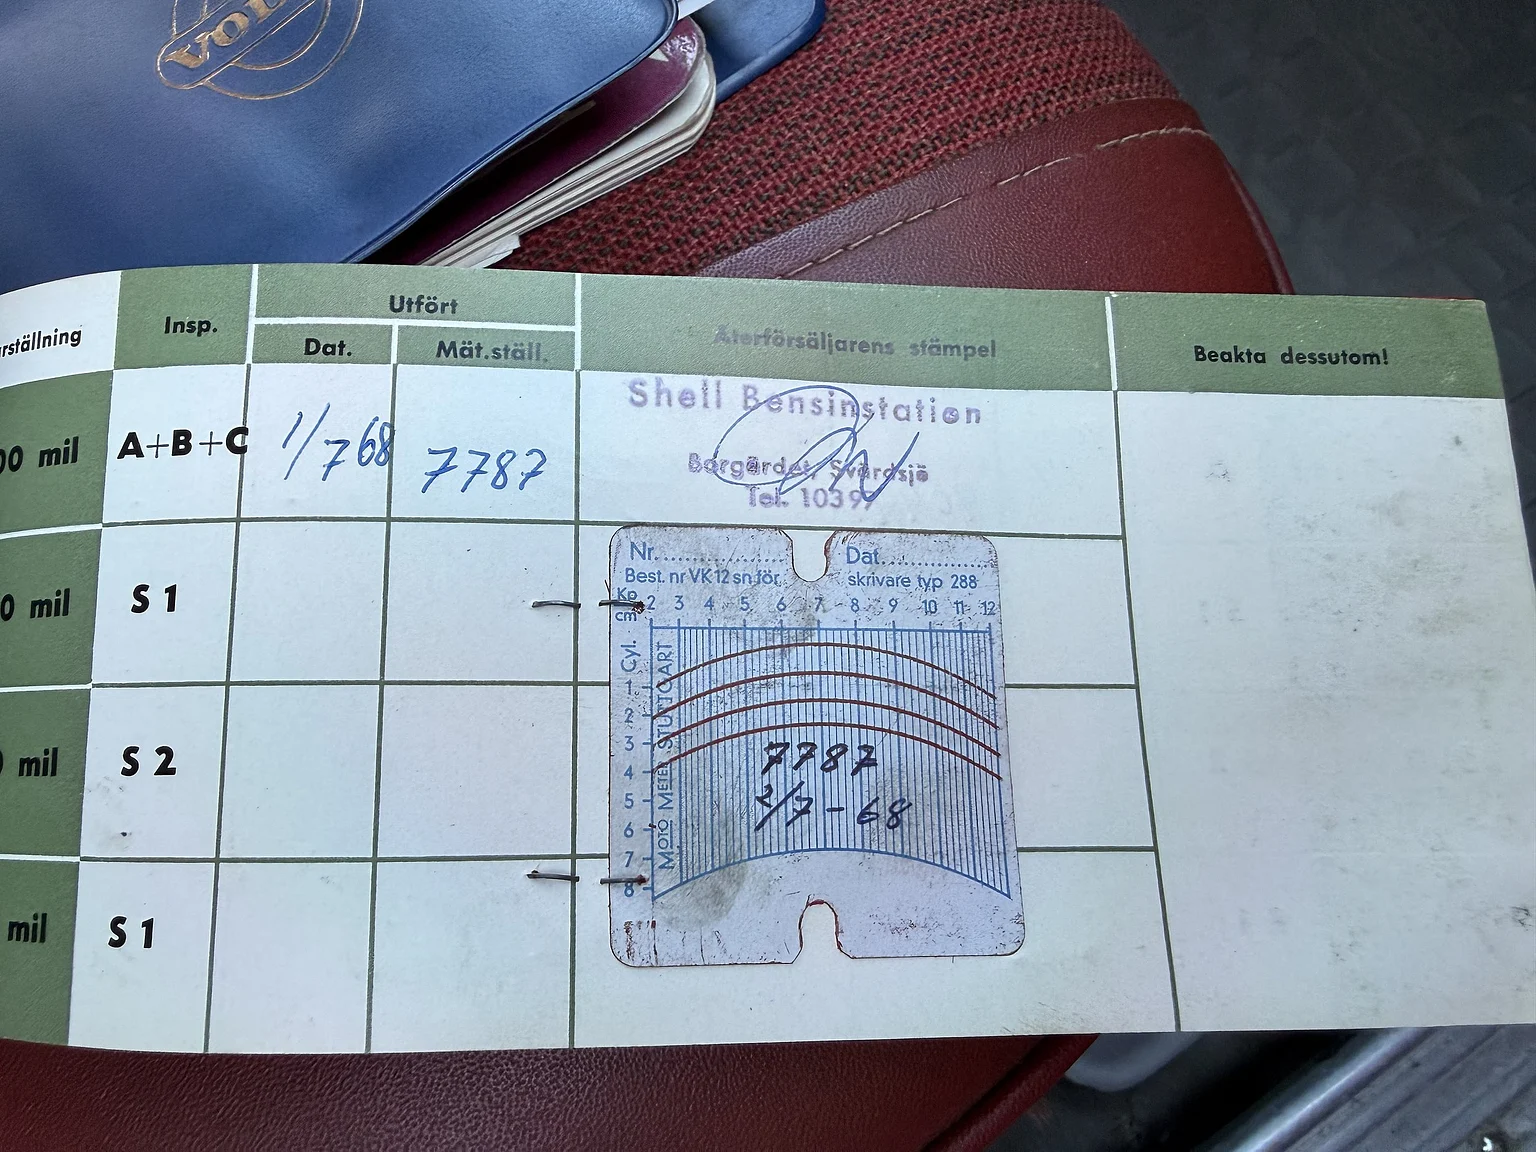 VOL
rställning
Insp.
Utfört
Dat.
Mät.ställ.
Återförsäljarens stämpel
Beakta dessutom!
00 mil
A+B+C
1/7 68
7787
Shell Bensinstation
Borgärdet, Svärdsjö
Tel. 10397
0 mil
S 1
mil
S 2
mil
S 1
Nr.
Dat.
Best. nr VK 12 sn för
skrivare typ 288
Kp
cm²
2 3 4 5 6 7 8 9 10 11 12
Cyl.
1
2
3
4
5
6
7
8
MOTO METER STUTTGART
7787
2/7-68